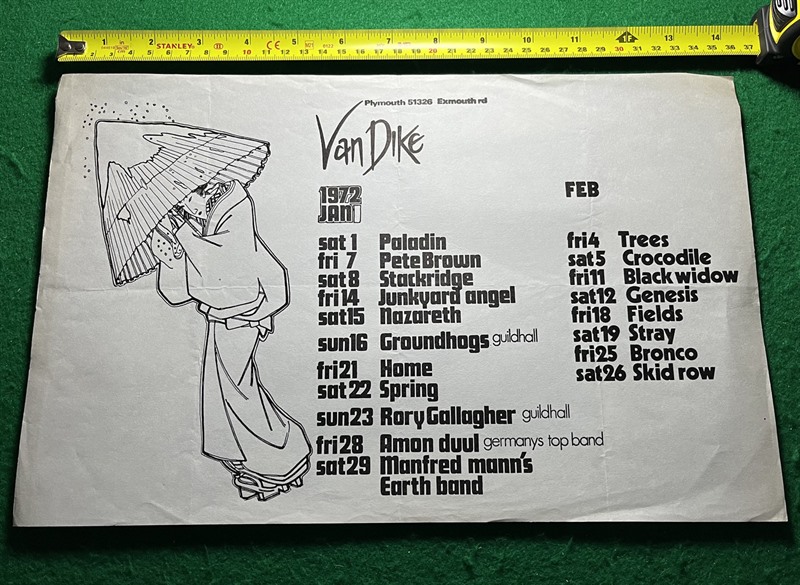 STANLEY
Plymouth 51326 Exmouth rd
Van Dike
1972
JAN
sat 1 Paladin
fri 7 Pete Brown
sat 8 Stackridge
fri 14 Junkyard angel
sat 15 Nazareth
sun 16 Groundhogs guildhall
fri 21 Home
sat 22 Spring
sun 23 Rory Gallagher guildhall
fri 28 Amon duul germanys top band
sat 29 Manfred mann's
Earth band
FEB
fri 4 Trees
sat 5 Crocodile
fri 11 Black widow
sat 12 Genesis
fri 18 Fields
sat 19 Stray
fri 25 Bronco
sat 26 Skid row